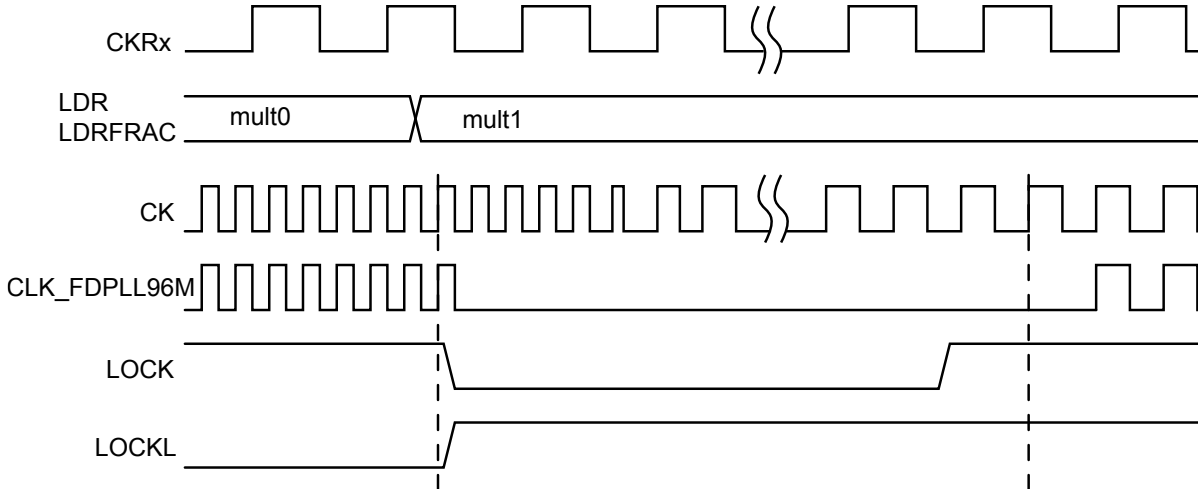 CKRx
LDR
LDRFRAC
mult0
mult1
CK
CLK_FDPLL96M
LOCK
LOCKL